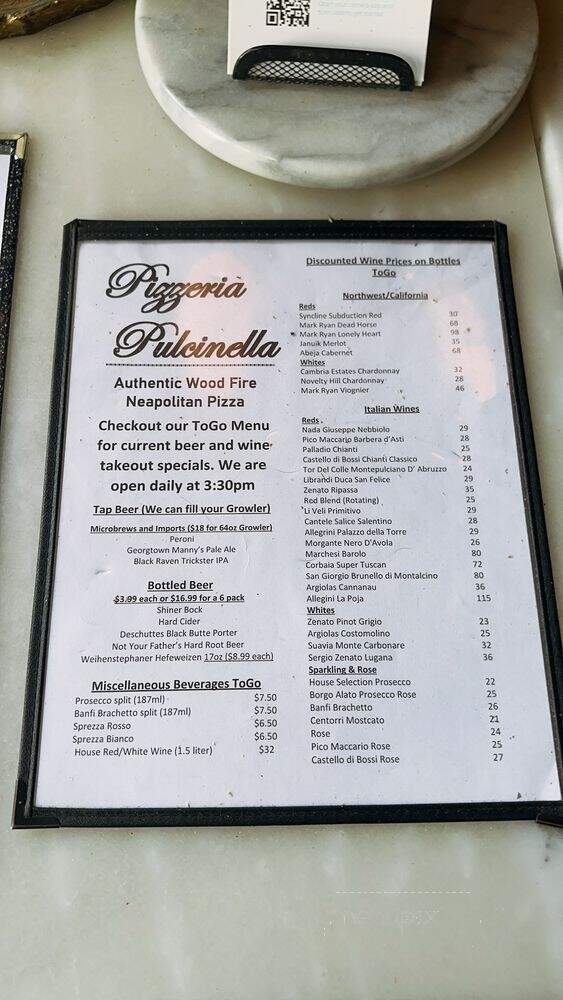 Pizzeria
Pulcinella
Authentic Wood Fire
Neapolitan Pizza
Checkout our ToGo Menu
for current beer and wine
takeout specials. We are
open daily at 3:30pm
Tap Beer (We can fill your Growler)
Microbrews and Imports ($18 for 64oz Growler)
Peroni
Georgtown Manny's Pale Ale
Black Raven Trickster IPA
Bottled Beer
$3.99 each or $16.99 for a 6 pack
Shiner Bock
Hard Cider
Deschuttes Black Butte Porter
Not Your Father's Hard Root Beer
Weihenstephaner Hefeweizen 17oz ($8.99 each)
Miscellaneous Beverages ToGo
Prosecco split (187ml) $7.50
Banfi Brachetto split (187ml) $7.50
Sprezza Rosso $6.50
Sprezza Bianco $6.50
House Red/White Wine (1.5 liter) $32
Discounted Wine Prices on Bottles
ToGo
Northwest/California
Reds
Syncline Subduction Red 30
Mark Ryan Dead Horse 68
Mark Ryan Lonely Heart 98
Januik Merlot 35
Abeja Cabernet 68
Whites
Cambria Estates Chardonnay 32
Novelty Hill Chardonnay 28
Mark Ryan Viognier 46
Italian Wines
Reds
Nada Giuseppe Nebbiolo 29
Pico Maccario Barbera d'Asti 28
Palladio Chianti 25
Castello di Bossi Chianti Classico 28
Tor Del Colle Montepulciano D' Abruzzo 24
Librandi Duca San Felice 29
Zenato Ripassa 35
Red Blend (Rotating) 25
Li Veli Primitivo 29
Cantele Salice Salentino 28
Allegrini Palazzo della Torre 29
Morgante Nero D'Avola 26
Marchesi Barolo 80
Corbaia Super Tuscan 72
San Giorgio Brunello di Montalcino 80
Argiolas Cannanau 36
Allegini La Poja 115
Whites
Zenato Pinot Grigio 23
Argiolas Costomolino 25
Suavia Monte Carbonare 32
Sergio Zenato Lugana 36
Sparkling & Rose
House Selection Prosecco 22
Borgo Alato Prosecco Rose 25
Banfi Brachetto 26
Centorri Mostcato 21
Rose 24
Pico Maccario Rose 25
Castello di Bossi Rose 27